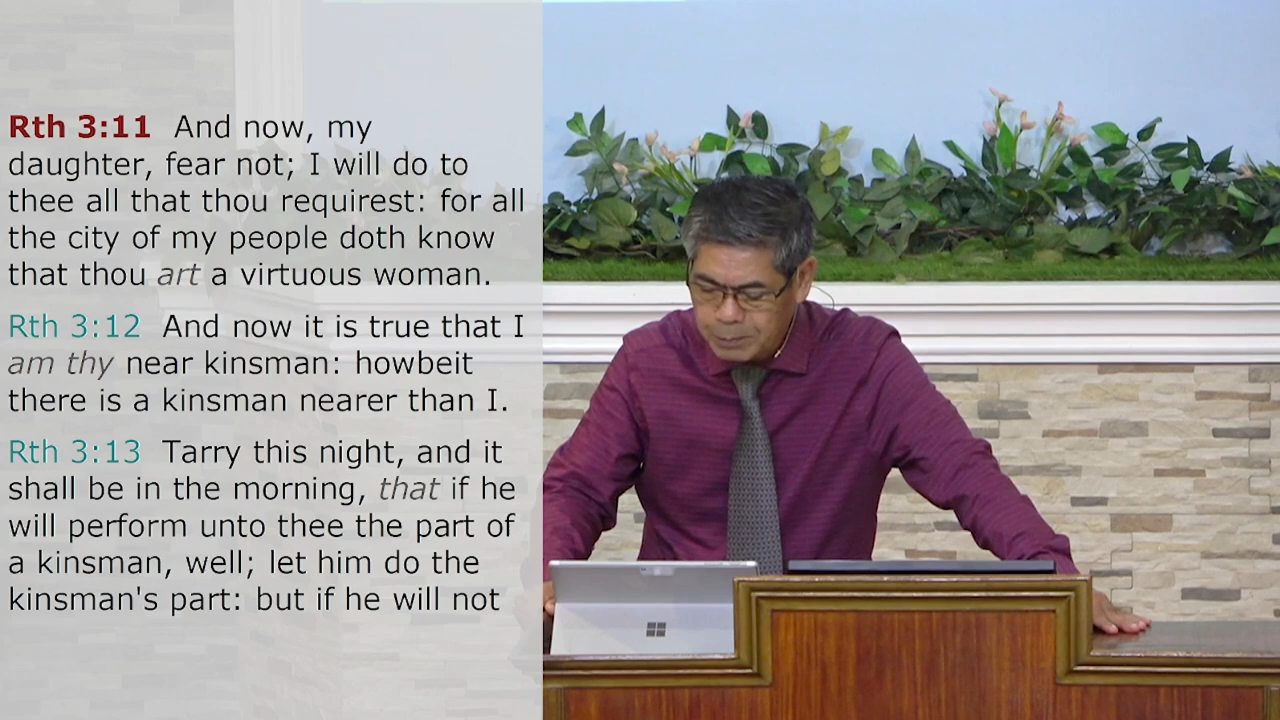 Rth 3:11 And now, my
daughter, fear not; I will do to
thee all that thou requirest: for all
the city of my people doth know
that thou art a virtuous woman.
Rth 3:12 And now it is true that I
am thy near kinsman: howbeit
there is a kinsman nearer than I.
Rth 3:13 Tarry this night, and it
shall be in the morning, that if he
will perform unto thee the part of
a kinsman, well; let him do the
kinsman's part: but if he will not